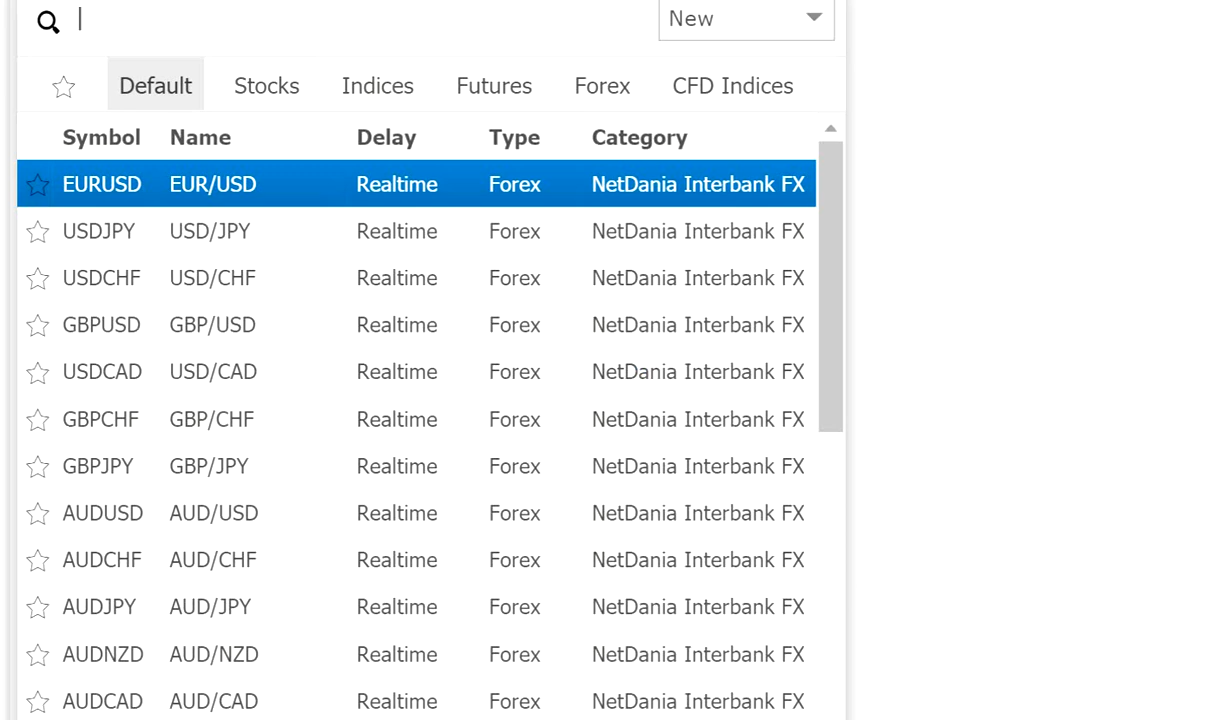 New
Default Stocks Indices Futures Forex CFD Indices
Symbol Name Delay Type Category
EURUSD EUR/USD Realtime Forex NetDania Interbank FX
USDJPY USD/JPY Realtime Forex NetDania Interbank FX
USDCHF USD/CHF Realtime Forex NetDania Interbank FX
GBPUSD GBP/USD Realtime Forex NetDania Interbank FX
USDCAD USD/CAD Realtime Forex NetDania Interbank FX
GBPCHF GBP/CHF Realtime Forex NetDania Interbank FX
GBPJPY GBP/JPY Realtime Forex NetDania Interbank FX
AUDUSD AUD/USD Realtime Forex NetDania Interbank FX
AUDCHF AUD/CHF Realtime Forex NetDania Interbank FX
AUDJPY AUD/JPY Realtime Forex NetDania Interbank FX
AUDNZD AUD/NZD Realtime Forex NetDania Interbank FX
AUDCAD AUD/CAD Realtime Forex NetDania Interbank FX